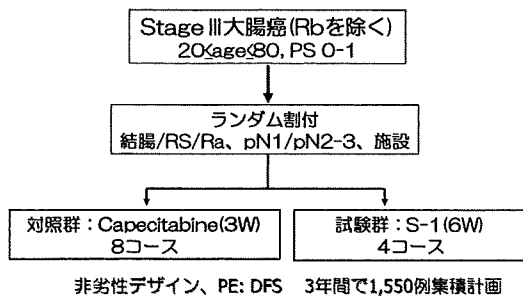 Stage III大腸癌(Rbを除く)
20≤age≤80, PS 0-1
ランダム割付
結腸/RS/Ra、pN1/pN2-3、施設
対照群：Capecitabine(3W)
8コース
試験群：S-1(6W)
4コース
非劣性デザイン、PE: DFS 3年間で1,550例集積計画